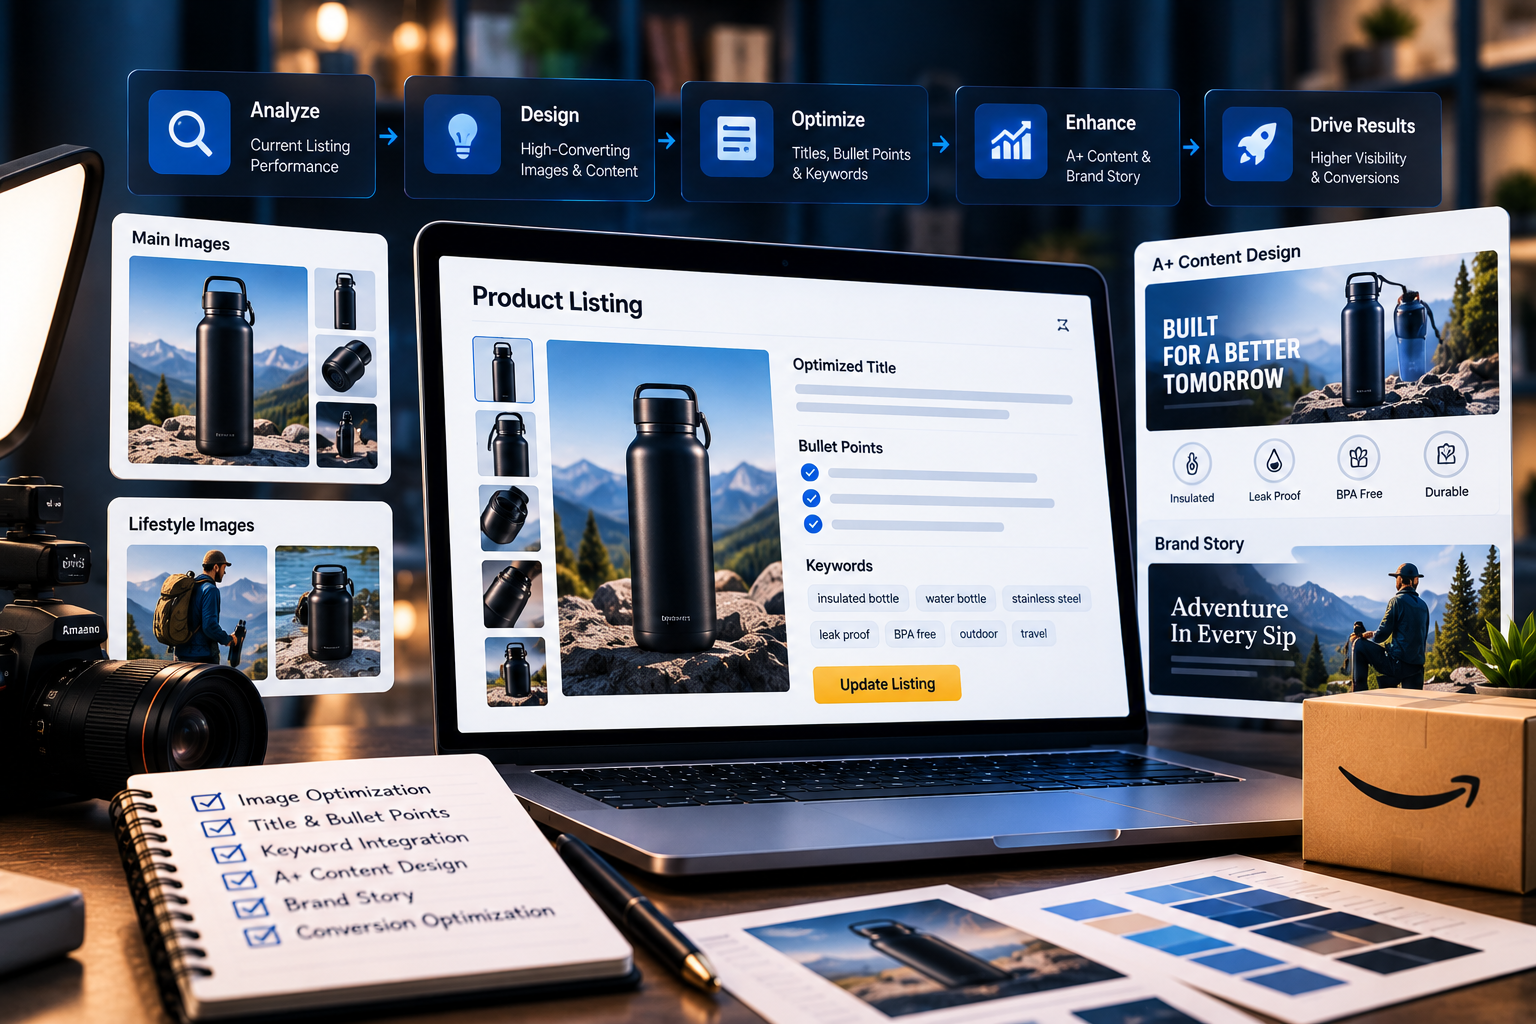 Analyze
Current Listing
Performance
Design
High-Converting
Images & Content
Optimize
Titles, Bullet Points
& Keywords
Enhance
A+ Content &
Brand Story
Drive Results
Higher Visibility
& Conversions
Main Images
Lifestyle Images
Product Listing
Optimized Title
Bullet Points
Keywords
insulated bottle
water bottle
stainless steel
leak proof
BPA free
outdoor
travel
Update Listing
A+ Content Design
BUILT
FOR A BETTER
TOMORROW
Insulated
Leak Proof
BPA Free
Durable
Brand Story
Adventure
In Every Sip
Image Optimization
Title & Bullet Points
Keyword Integration
A+ Content Design
Brand Story
Conversion Optimization